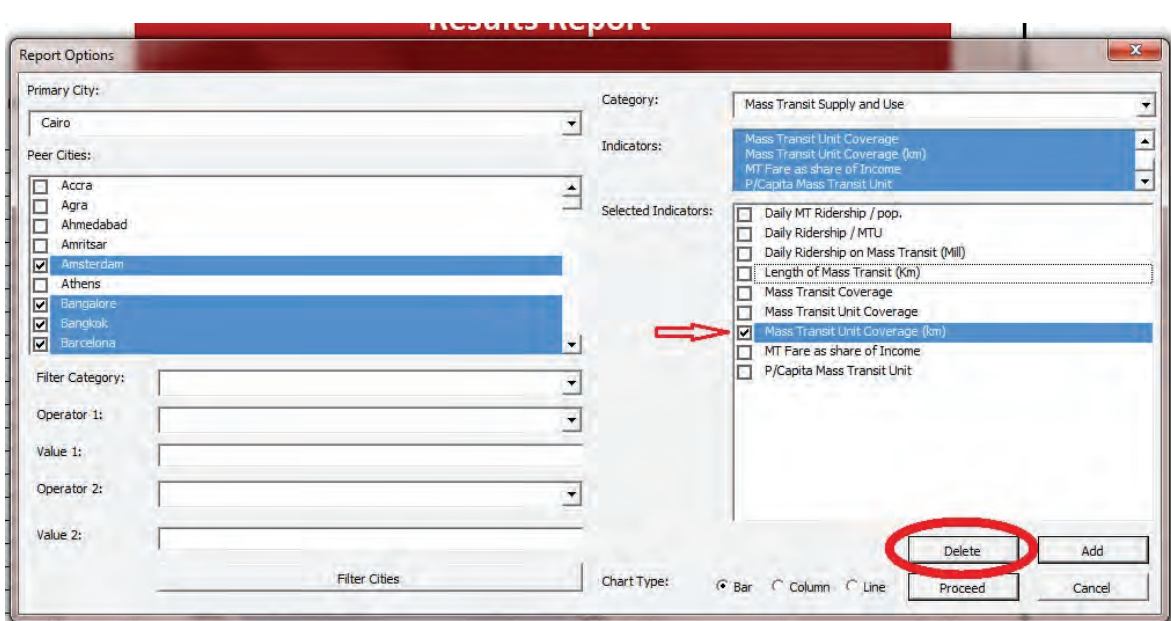 Results Report
Report Options
x
Primary City:
Cairo
Peer Cities:
Accra
Agra
Ahmedabad
Amritsar
Amsterdam
Athens
Bangalore
Bangkok
Barcelona
Filter Category:
Operator 1:
Value 1:
Operator 2:
Value 2:
Filter Cities
Category:
Mass Transit Supply and Use
Indicators:
Mass Transit Unit Coverage
Mass Transit Unit Coverage (km)
MT Fare as share of Income
P/Capita Mass Transit Unit
Selected Indicators:
Daily MT Ridership / pop.
Daily Ridership / MTU
Daily Ridership on Mass Transit (Mill)
Length of Mass Transit (Km)
Mass Transit Coverage
Mass Transit Unit Coverage
Mass Transit Unit Coverage (km)
MT Fare as share of Income
P/Capita Mass Transit Unit
Delete
Add
Chart Type:
Bar
Column
Line
Proceed
Cancel